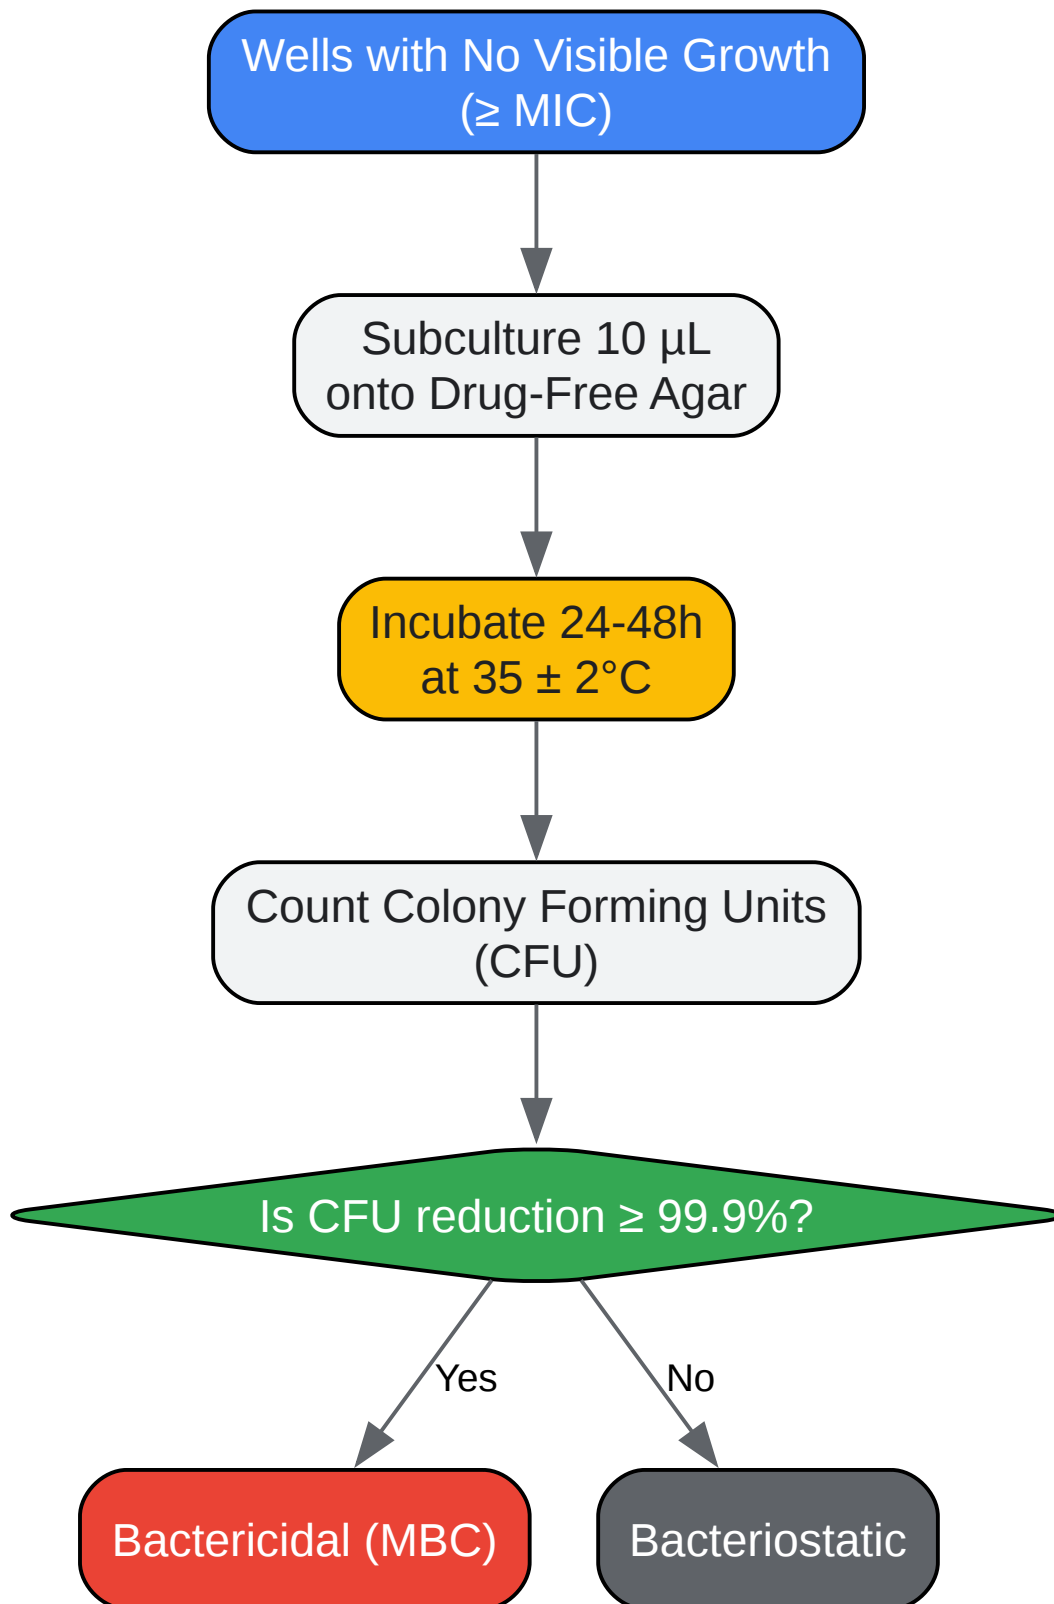 Wells with No Visible Growth
(≥ MIC)
Subculture 10 µL
onto Drug-Free Agar
Incubate 24-48h
at 35 ± 2°C
Count Colony Forming Units
(CFU)
Is CFU reduction ≥ 99.9%?
Yes
No
Bactericidal (MBC)
Bacteriostatic